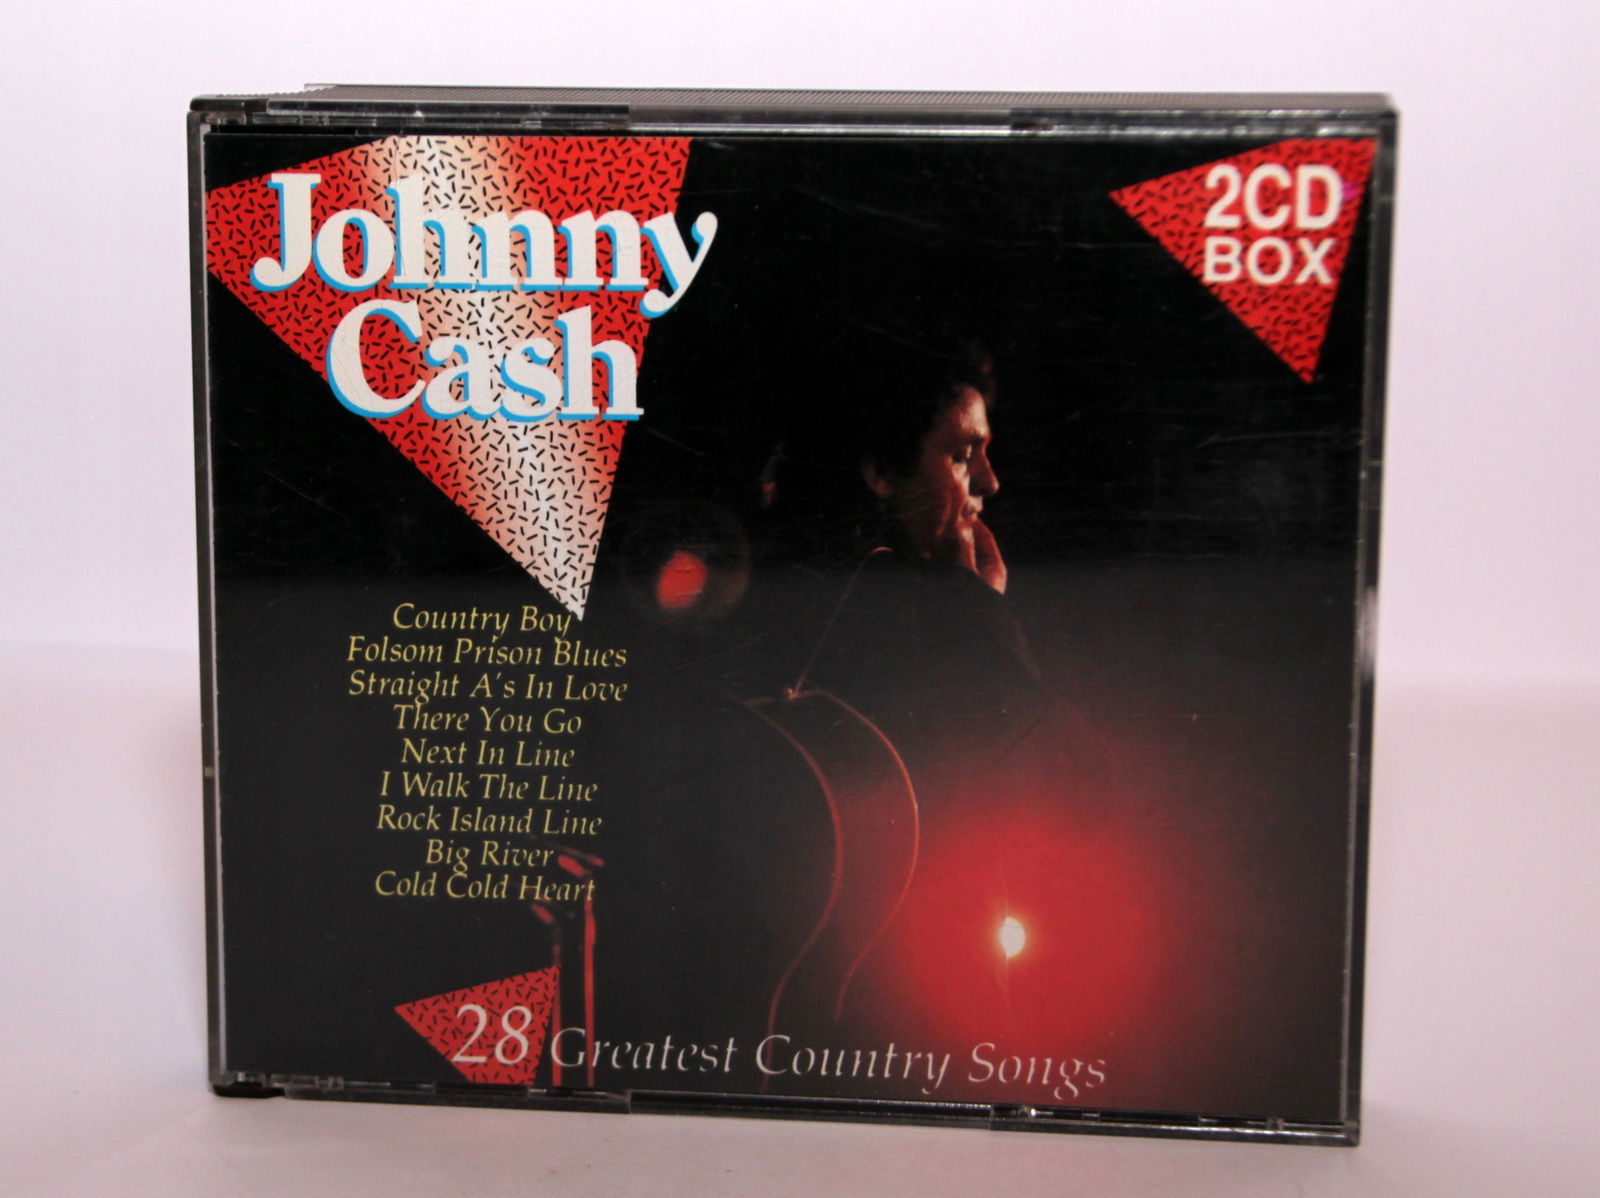 Johnny
Cash
2CD
BOX
Country Boy
Folsom Prison Blues
Straight A's In Love
There You Go
Next In Line
I Walk The Line
Rock Island Line
Big River
Cold Cold Heart
28 Greatest Country Songs